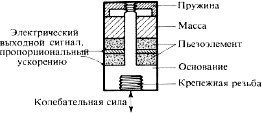 Пружина
Масса
Электрический
выходной сигнал,
пропорциональный
ускорению
Пьезоэлемент
Основание
Крепежная резьба
Колебательная сила